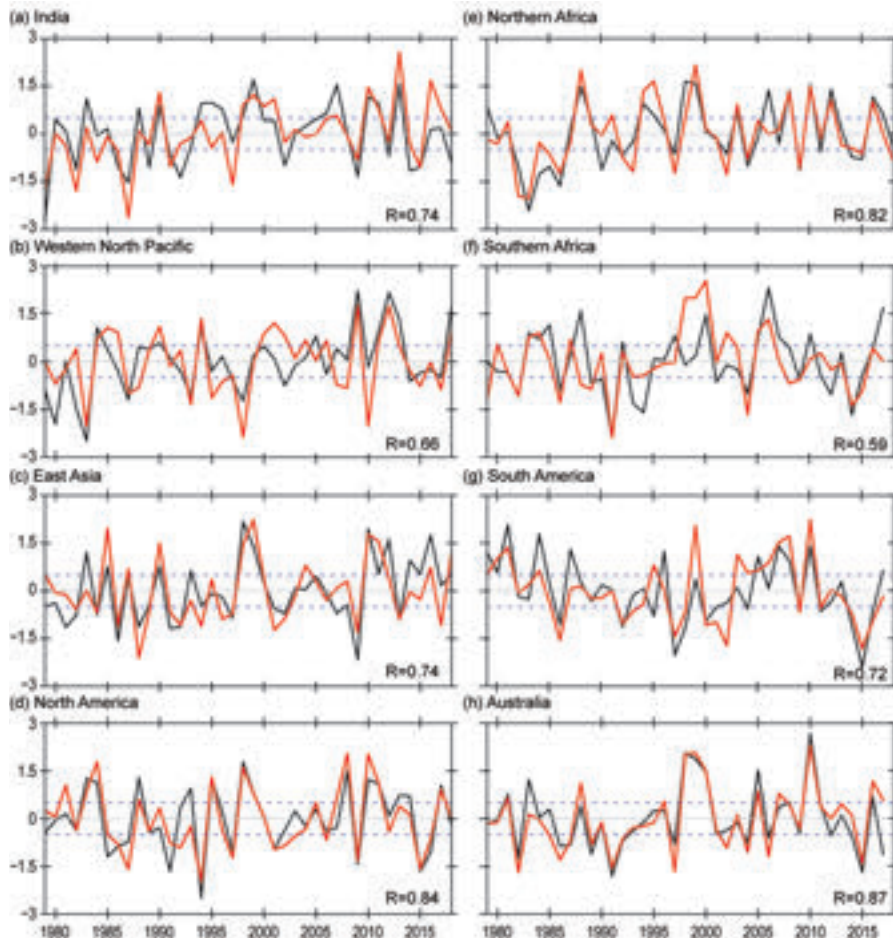 (a) India
3
1.5
0
-1.5
-3
R=0.74
(b) Western North Pacific
3
1.5
0
-1.5
-3
R=0.66
(c) East Asia
3
1.5
0
-1.5
-3
R=0.74
(d) North America
3
1.5
0
-1.5
-3
R=0.84
1980 1985 1990 1995 2000 2005 2010 2015
(e) Northern Africa
R=0.82
(f) Southern Africa
R=0.59
(g) South America
R=0.72
(h) Australia
R=0.87
1980 1985 1990 1995 2000 2005 2010 2015